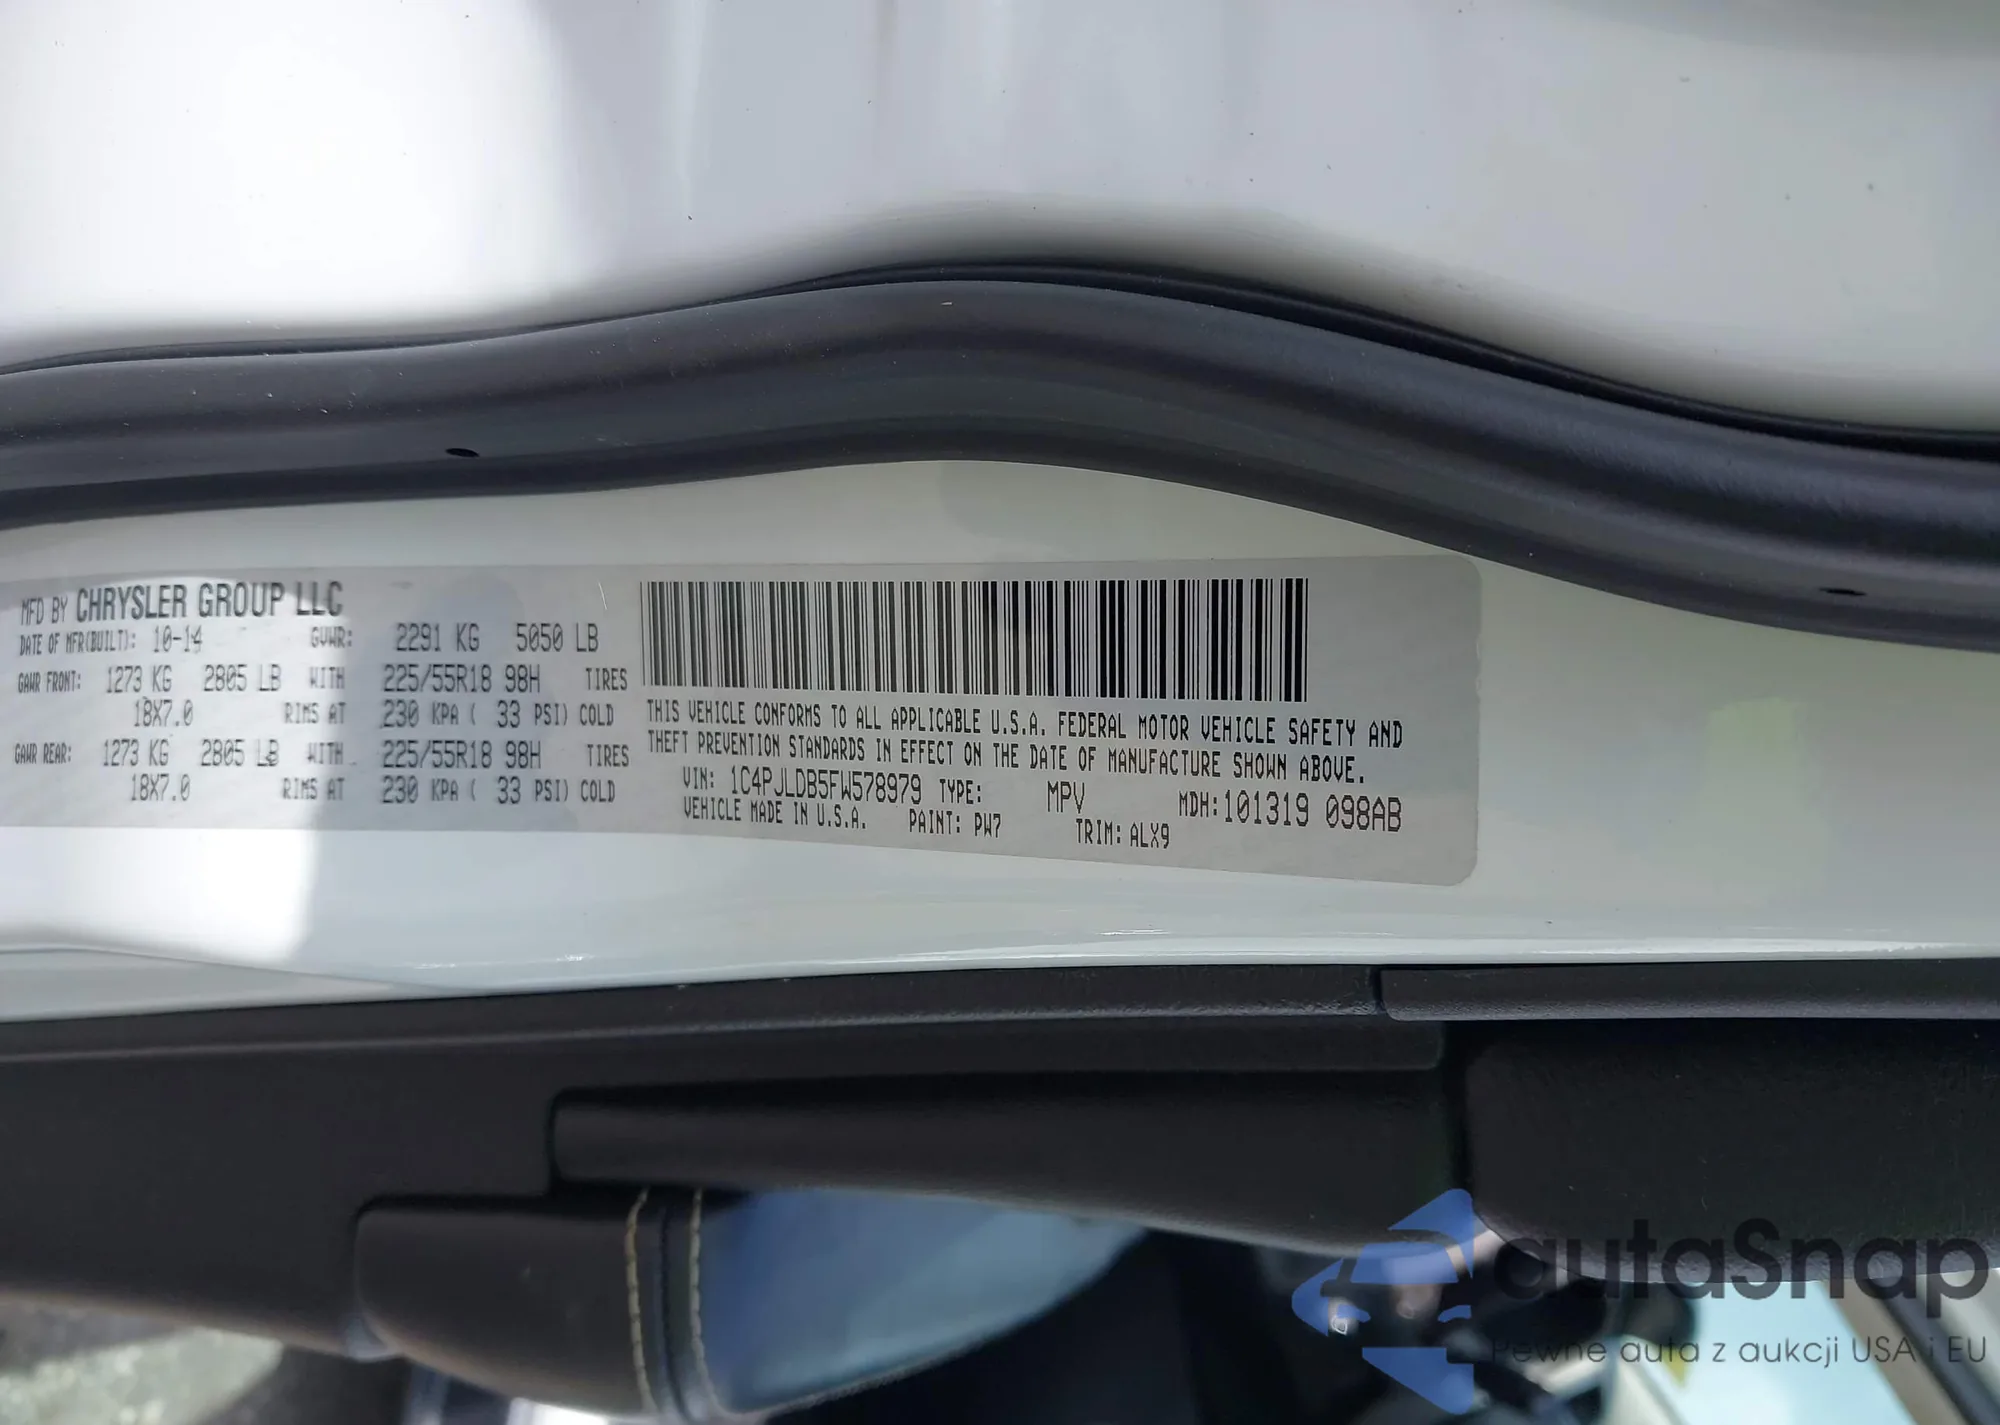 MFD BY CHRYSLER GROUP LLC
DATE OF MFR(BUILT): 10-14 GVWR: 2291 KG 5050 LB
GAWR FRONT: 1273 KG 2805 LB WITH 225/55R18 98H TIRES
18X7.0 RIMS AT 230 KPA ( 33 PSI) COLD
GAWR REAR: 1273 KG 2805 LB WITH 225/55R18 98H TIRES
18X7.0 RIMS AT 230 KPA ( 33 PSI) COLD
THIS VEHICLE CONFORMS TO ALL APPLICABLE U.S.A. FEDERAL MOTOR VEHICLE SAFETY AND
THEFT PREVENTION STANDARDS IN EFFECT ON THE DATE OF MANUFACTURE SHOWN ABOVE.
VIN: 1C4PJLDB5FW578979 TYPE: MPV MDH:101319 098AB
VEHICLE MADE IN U.S.A. PAINT: PW7 TRIM: ALX9
autaSnap
Pewne auta z aukcji USA i EU